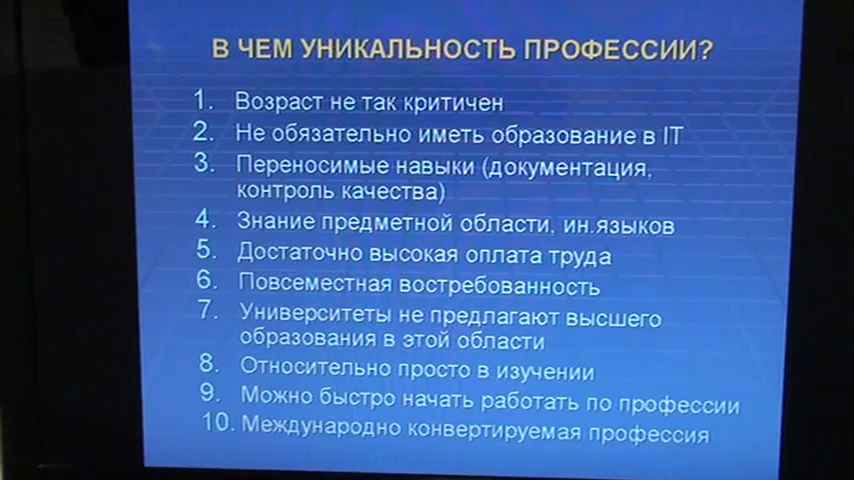 В ЧЕМ УНИКАЛЬНОСТЬ ПРОФЕССИИ?
1. Возраст не так критичен
2. Не обязательно иметь образование в IT
3. Переносимые навыки (документация,
контроль качества)
4. Знание предметной области, ин.языков
5. Достаточно высокая оплата труда
6. Повсеместная востребованность
7. Университеты не предлагают высшего
образования в этой области
8. Относительно просто в изучении
9. Можно быстро начать работать по профессии
10. Международно конвертируемая профессия